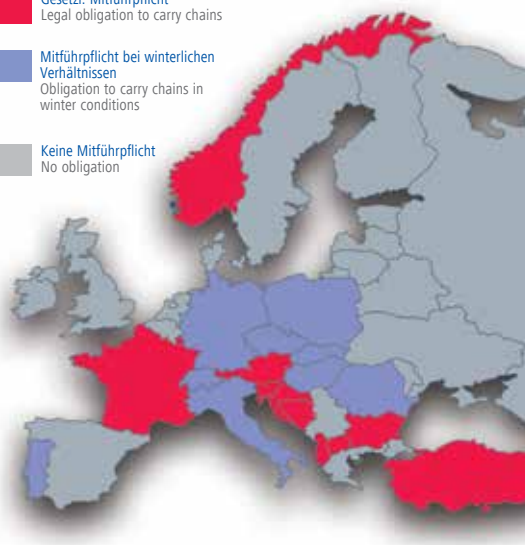 Gesetzl. Mitführpflicht
Legal obligation to carry chains
Mitführpflicht bei winterlichen
Verhältnissen
Obligation to carry chains in
winter conditions
Keine Mitführpflicht
No obligation